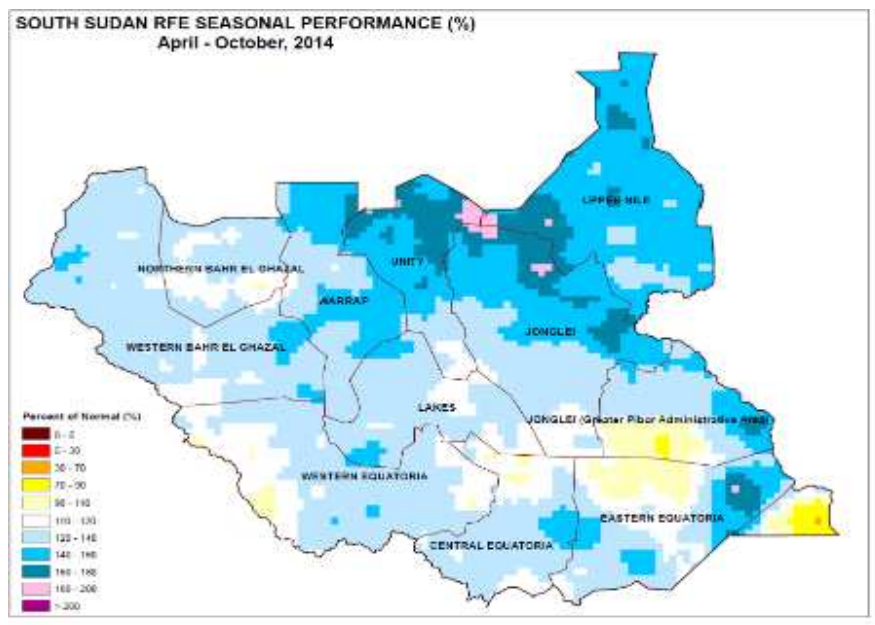 SOUTH SUDAN RFE SEASONAL PERFORMANCE (%)
April - October, 2014
UPPER NILE
UNITY
NORTHERN BAHR EL GHAZAL
WARRAP
JONGLEI
WESTERN BAHR EL GHAZAL
LAKES
JONGLEI (Greater Pibor Administrative Area)
WESTERN EQUATORIA
EASTERN EQUATORIA
CENTRAL EQUATORIA
Percent of Normal (%)
30 - 70
70 - 90
90 - 110
110 - 120
120 - 140
140 - 160
160 - 180
180 - 200
> 200